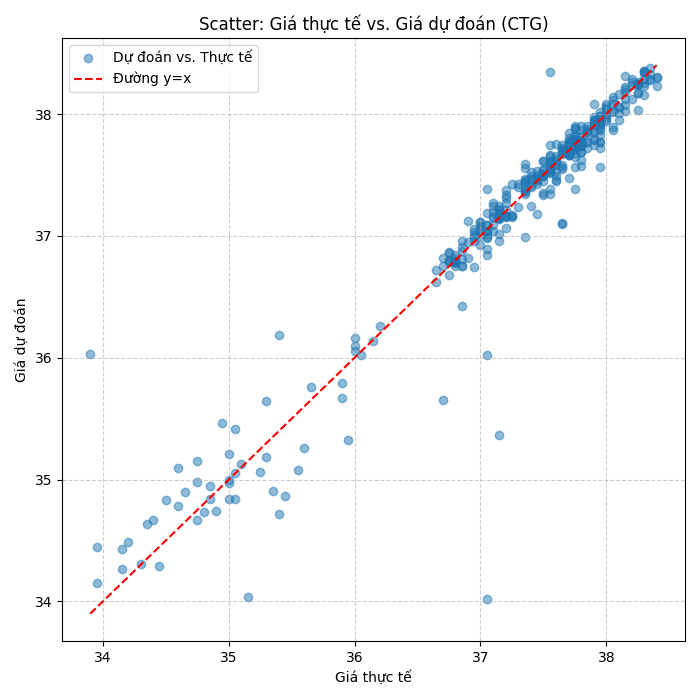 Scatter: Giá thực tế vs. Giá dự đoán (CTG)
Dự đoán vs. Thực tế
Đường y=x
38
37
36
35
34
Giá dự đoán
34 35 36 37 38
Giá thực tế